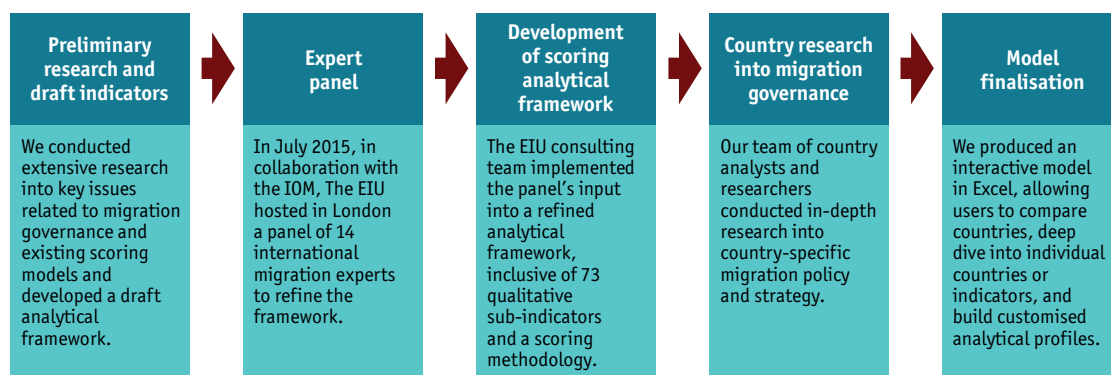 Preliminary
research and
draft indicators
We conducted
extensive research
into key issues
related to migration
governance and
existing scoring
models and
developed a draft
analytical
framework.
Expert
panel
In July 2015, in
collaboration with
the IOM, The EIU
hosted in London
a panel of 14
international
migration experts
to refine the
framework.
Development
of scoring
analytical
framework
The EIU consulting
team implemented
the panel's input
into a refined
analytical
framework,
inclusive of 73
qualitative
sub-indicators
and a scoring
methodology.
Country research
into migration
governance
Our team of country
analysts and
researchers
conducted in-depth
research into
country-specific
migration policy
and strategy.
Model
finalisation
We produced an
interactive model
in Excel, allowing
users to compare
countries, deep
dive into individual
countries or
indicators, and
build customised
analytical profiles.